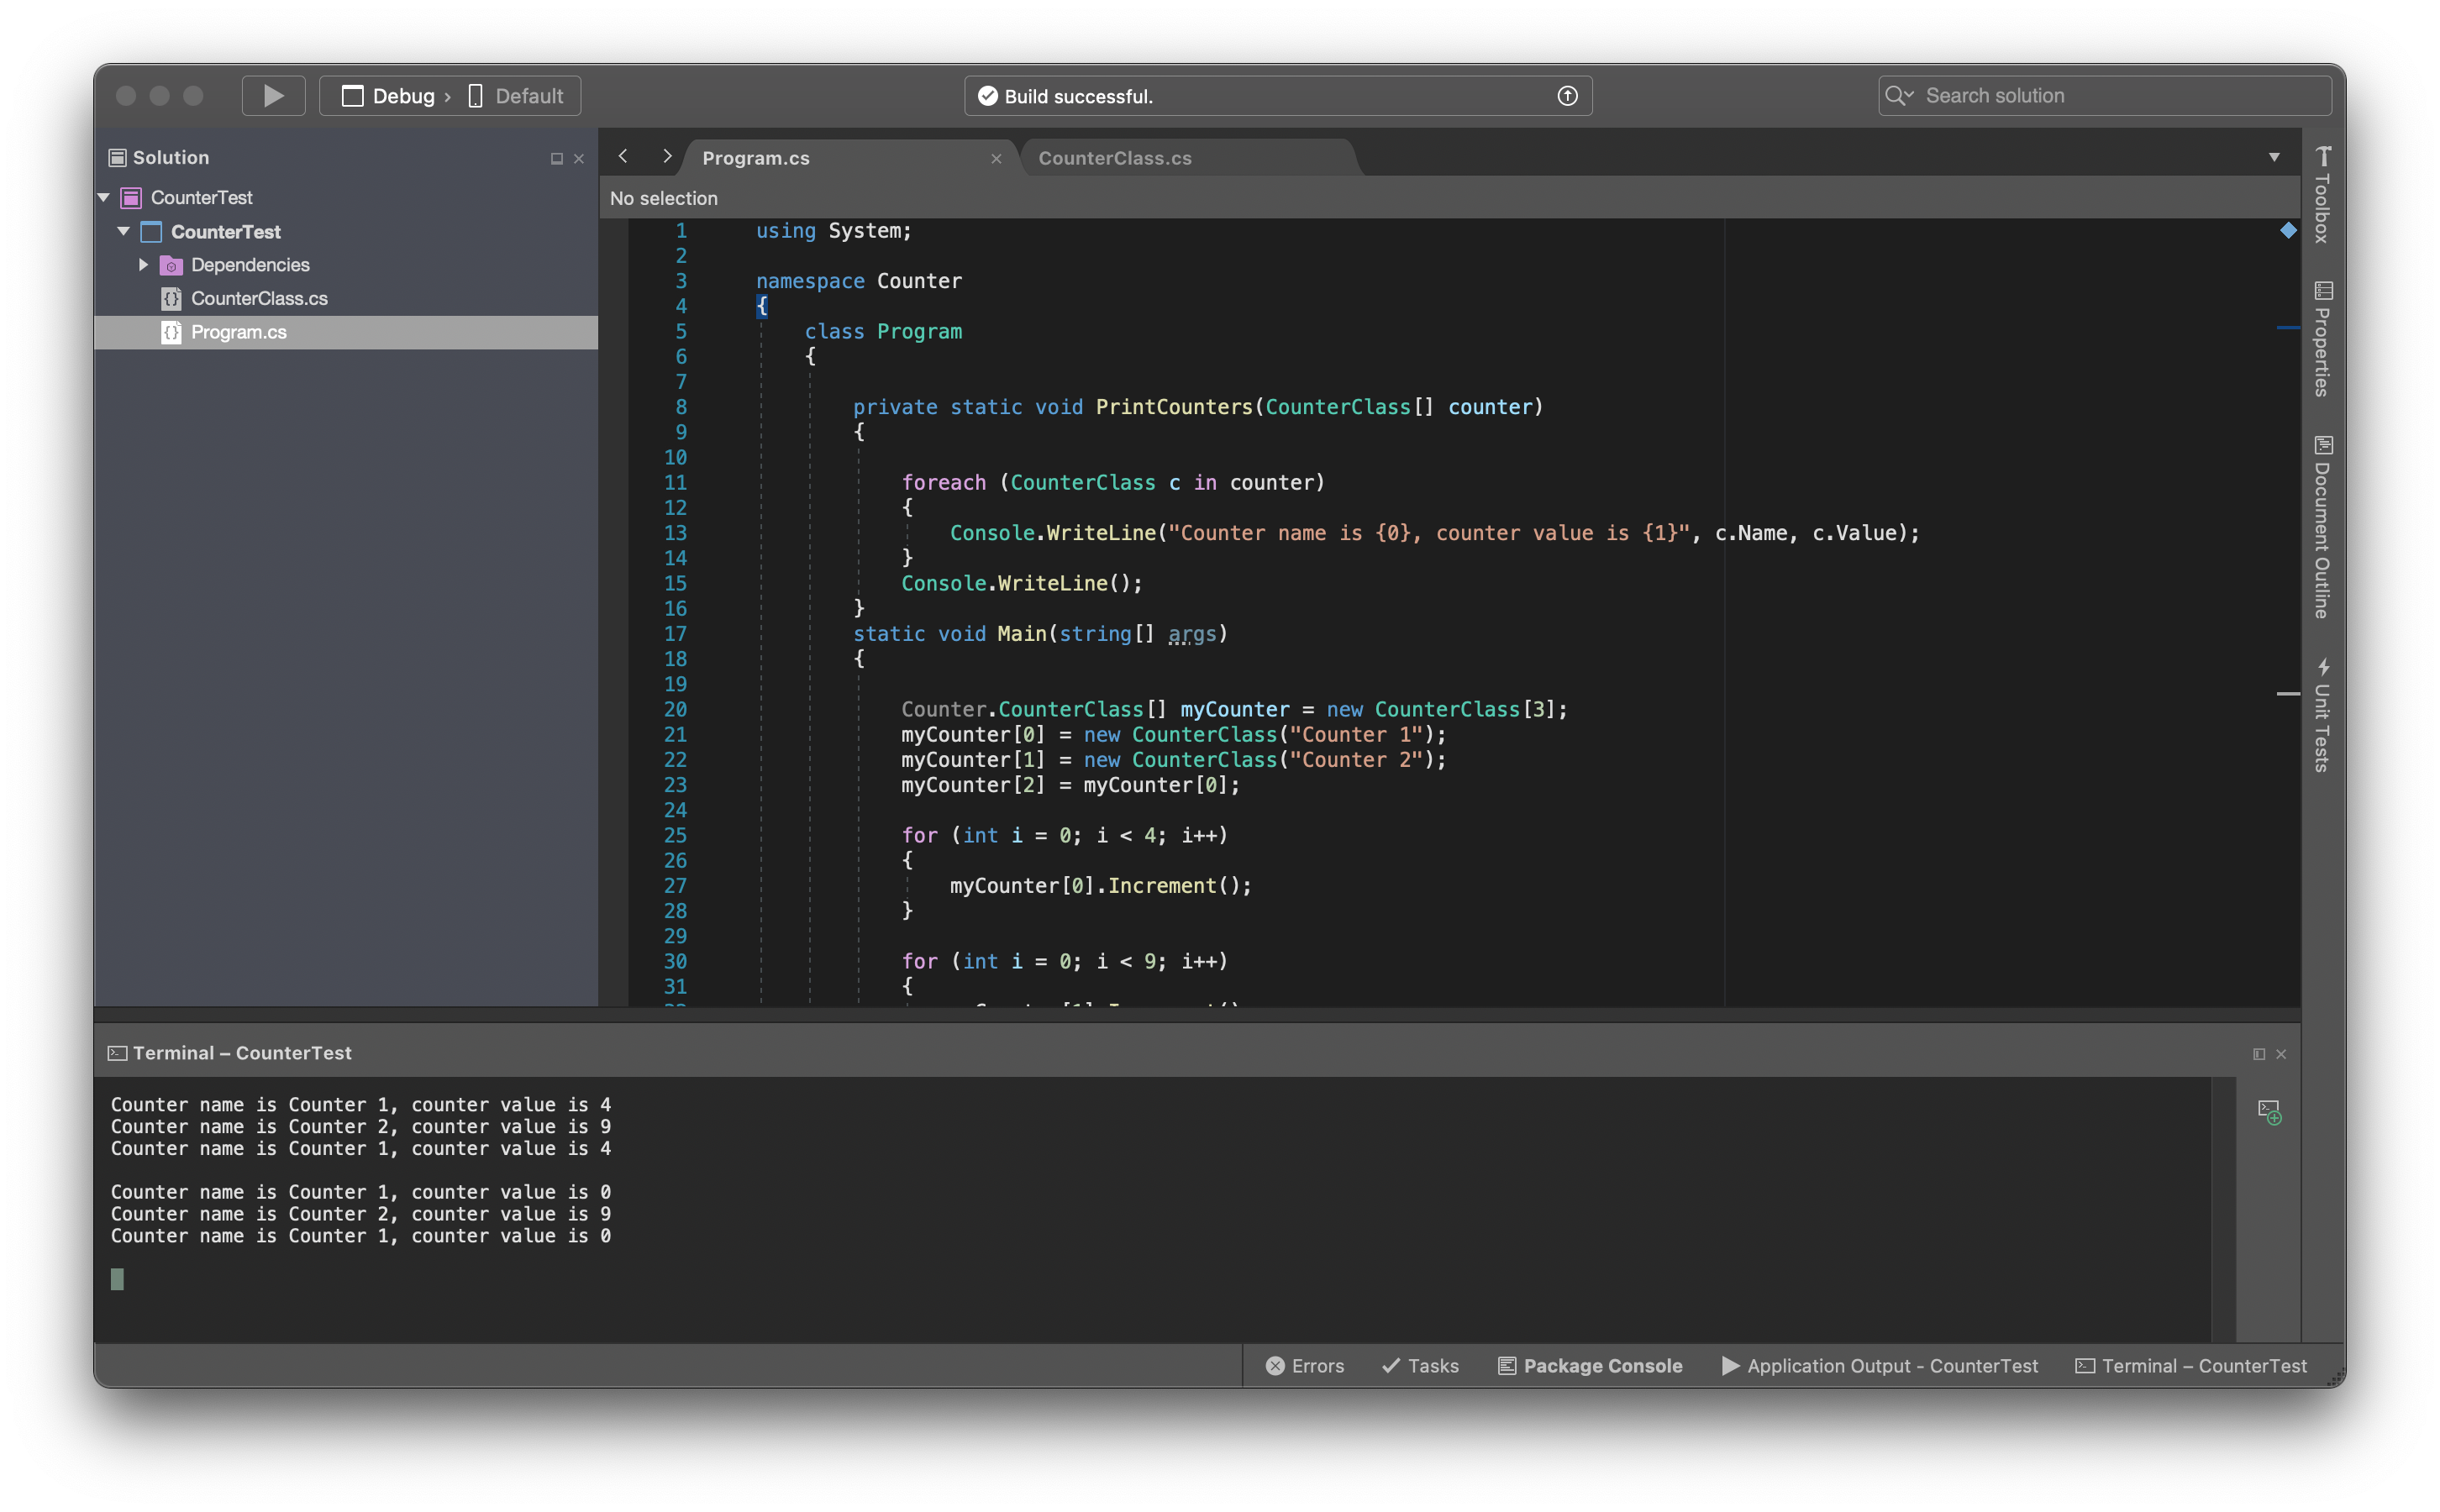 Debug › Default
Build successful.
Search solution
Solution
CounterTest
CounterTest
Dependencies
CounterClass.cs
Program.cs
Program.cs
CounterClass.cs
No selection
1 using System;
2
3 namespace Counter
4 {
5 class Program
6 {
7
8 private static void PrintCounters(CounterClass[] counter)
9 {
10
11 foreach (CounterClass c in counter)
12 {
13 Console.WriteLine("Counter name is {0}, counter value is {1}", c.Name, c.Value);
14 }
15 Console.WriteLine();
16 }
17 static void Main(string[] args)
18 {
19
20 Counter.CounterClass[] myCounter = new CounterClass[3];
21 myCounter[0] = new CounterClass("Counter 1");
22 myCounter[1] = new CounterClass("Counter 2");
23 myCounter[2] = myCounter[0];
24
25 for (int i = 0; i < 4; i++)
26 {
27 myCounter[0].Increment();
28 }
29
30 for (int i = 0; i < 9; i++)
31 {
Toolbox
Properties
Document Outline
Unit Tests
Terminal – CounterTest
Counter name is Counter 1, counter value is 4
Counter name is Counter 2, counter value is 9
Counter name is Counter 1, counter value is 4
Counter name is Counter 1, counter value is 0
Counter name is Counter 2, counter value is 9
Counter name is Counter 1, counter value is 0
Errors
Tasks
Package Console
Application Output - CounterTest
Terminal – CounterTest